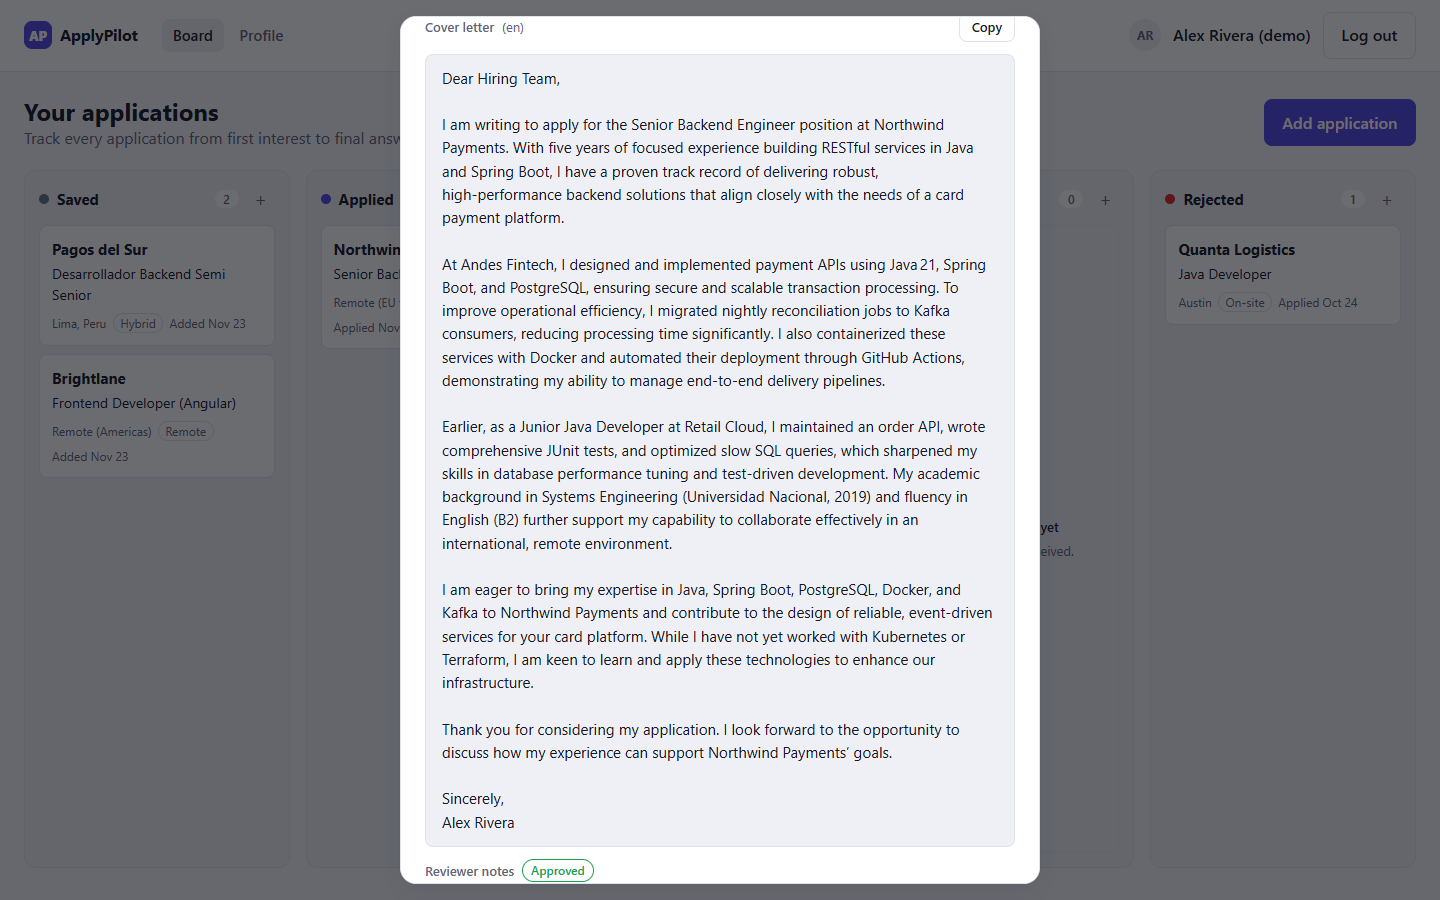 AP ApplyPilot
Board
Profile
AR
Alex Rivera (demo)
Log out
Your applications
Track every application from first interest to final
Add application
Saved
2
+
Pagos del Sur
Desarrollador Backend Semi
Senior
Lima, Peru
Hybrid
Added Nov 23
Brightlane
Frontend Developer (Angular)
Remote (Americas)
Remote
Added Nov 23
Applied
Senior
Remote (EU
Applied Nov
Cover letter (en)
Copy
Dear Hiring Team,
I am writing to apply for the Senior Backend Engineer position at Northwind
Payments. With five years of focused experience building RESTful services in Java
and Spring Boot, I have a proven track record of delivering robust,
high-performance backend solutions that align closely with the needs of a card
payment platform.
At Andes Fintech, I designed and implemented payment APIs using Java 21, Spring
Boot, and PostgreSQL, ensuring secure and scalable transaction processing. To
improve operational efficiency, I migrated nightly reconciliation jobs to Kafka
consumers, reducing processing time significantly. I also containerized these
services with Docker and automated their deployment through GitHub Actions,
demonstrating my ability to manage end-to-end delivery pipelines.
Earlier, as a Junior Java Developer at Retail Cloud, I maintained an order API, wrote
comprehensive JUnit tests, and optimized slow SQL queries, which sharpened my
skills in database performance tuning and test-driven development. My academic
background in Systems Engineering (Universidad Nacional, 2019) and fluency in
English (B2) further support my capability to collaborate effectively in an
international, remote environment.
I am eager to bring my expertise in Java, Spring Boot, PostgreSQL, Docker, and
Kafka to Northwind Payments and contribute to the design of reliable, event-driven
services for your card platform. While I have not yet worked with Kubernetes or
Terraform, I am keen to learn and apply these technologies to enhance our
infrastructure.
Thank you for considering my application. I look forward to the opportunity to
discuss how my experience can support Northwind Payments’ goals.
Sincerely,
Alex Rivera
Reviewer notes
Approved
0
+
yet
Rejected
1
+
Quanta Logistics
Java Developer
Austin
On-site
Applied Oct 24